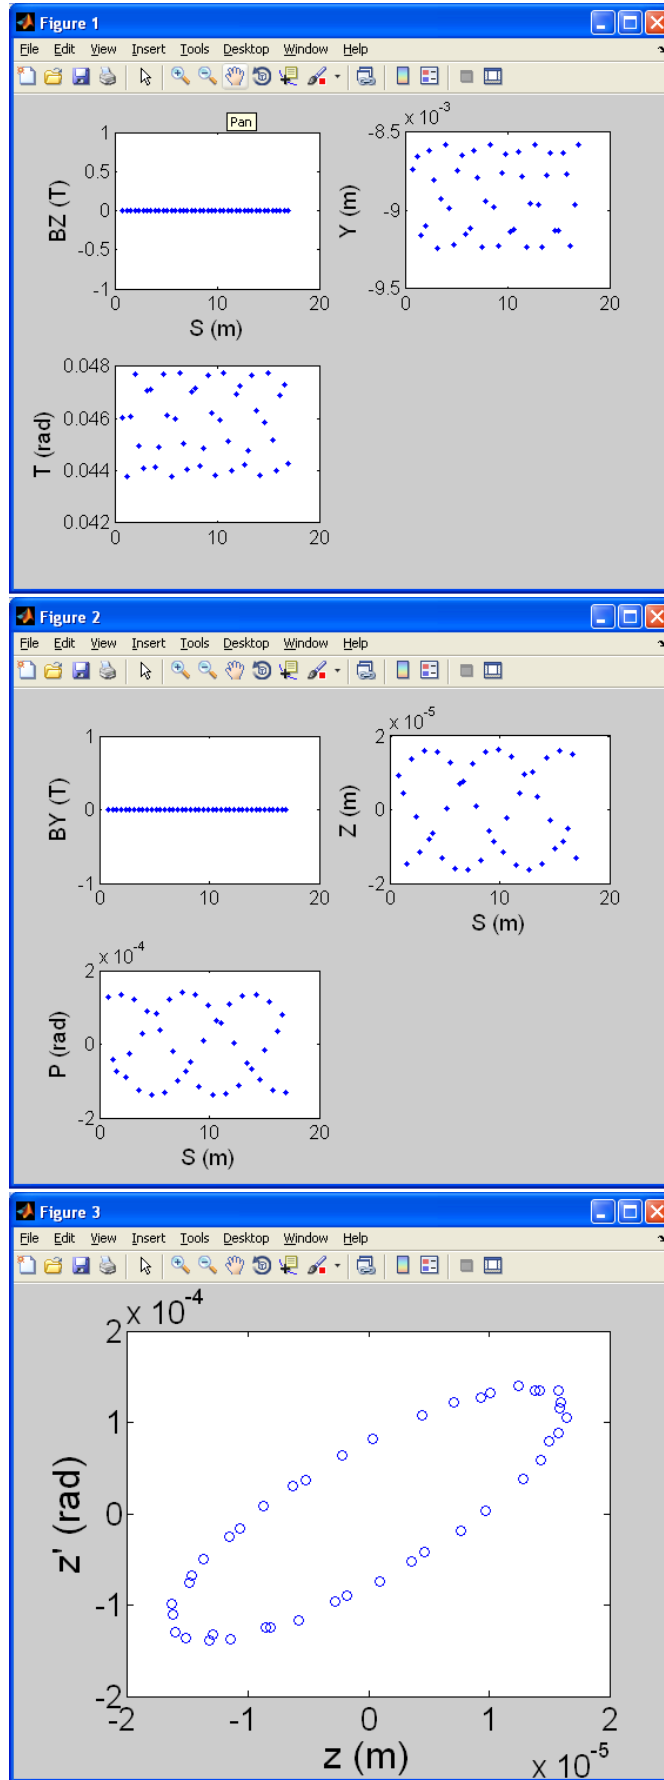 Figure 1
File Edit View Insert Tools Desktop Window Help
Pan
1
0.5
0
-0.5
-1
BZ (T)
0 10 20
S (m)
x 10-3
-8.5
-9
-9.5
Y (m)
0 10 20
0.048
0.046
0.044
0.042
T (rad)
0 10 20
Figure 2
File Edit View Insert Tools Desktop Window Help
1
0
-1
BY (T)
0 10 20
x 10-5
2
0
-2
Z (m)
0 10 20
S (m)
x 10-4
2
0
-2
P (rad)
0 10 20
S (m)
Figure 3
File Edit View Insert Tools Desktop Window Help
x 10-4
2
1
0
-1
-2
z' (rad)
-2 -1 0 1 2
z (m)
x 10-5